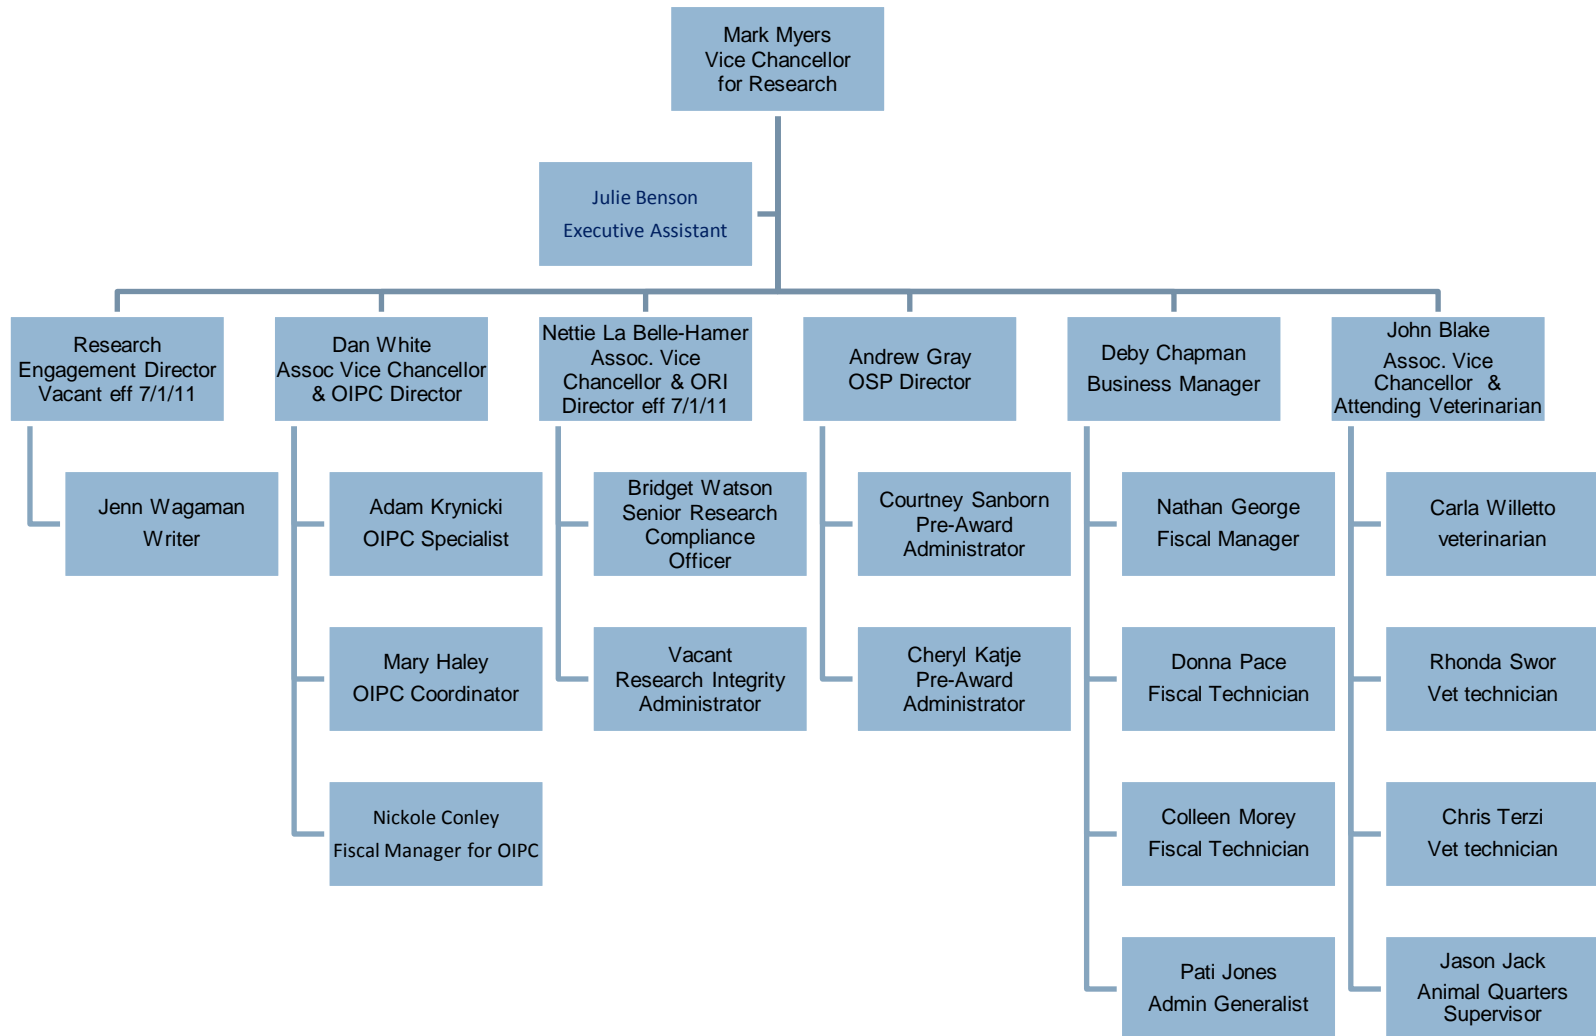 Mark Myers
Vice Chancellor
for Research
Julie Benson
Executive Assistant
Research
Engagement Director
Vacant eff 7/1/11
Dan White
Assoc Vice Chancellor
& OIPC Director
Nettie La Belle-Hamer
Assoc. Vice
Chancellor & ORI
Director eff 7/1/11
Andrew Gray
OSP Director
Deby Chapman
Business Manager
John Blake
Assoc. Vice
Chancellor &
Attending Veterinarian
Jenn Wagaman
Writer
Adam Krynicki
OIPC Specialist
Bridget Watson
Senior Research
Compliance
Officer
Courtney Sanborn
Pre-Award
Administrator
Nathan George
Fiscal Manager
Carla Willetto
veterinarian
Mary Haley
OIPC Coordinator
Vacant
Research Integrity
Administrator
Cheryl Katje
Pre-Award
Administrator
Donna Pace
Fiscal Technician
Rhonda Swor
Vet technician
Nickole Conley
Fiscal Manager for OIPC
Colleen Morey
Fiscal Technician
Chris Terzi
Vet technician
Pati Jones
Admin Generalist
Jason Jack
Animal Quarters
Supervisor